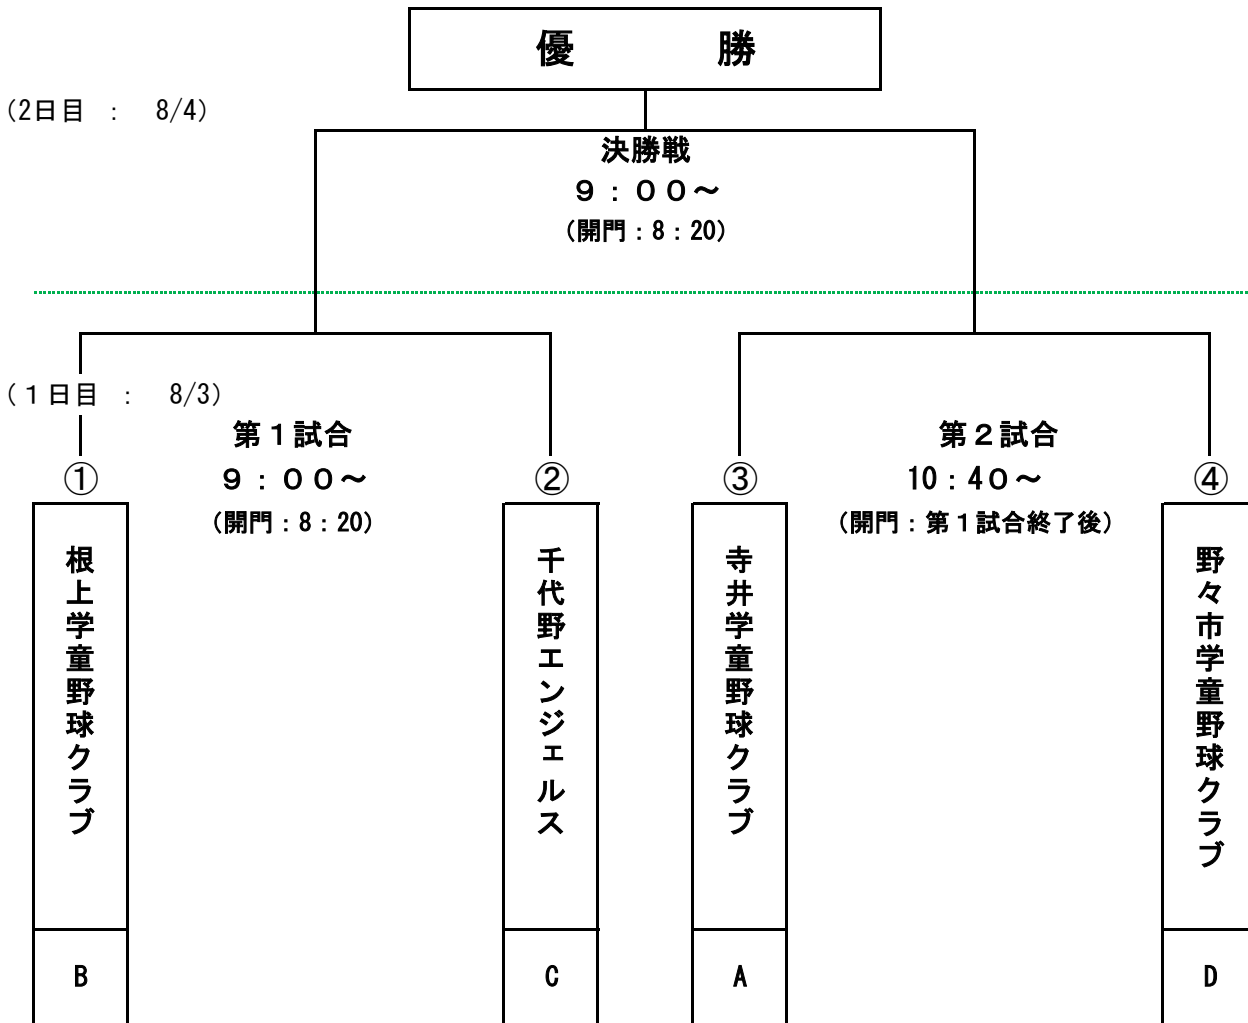 優　　　勝
（2日目　：　8/4）
決勝戦
９：００～
（開門：8：20）
（１日目　：　8/3）
第１試合
９：００～
（開門：8：20）
第２試合
10：4０～
（開門：第１試合終了後）
①
②
③
④
根上学童野球クラブ
千代野エンジェルス
寺井学童野球クラブ
野々市学童野球クラブ
B
C
A
D